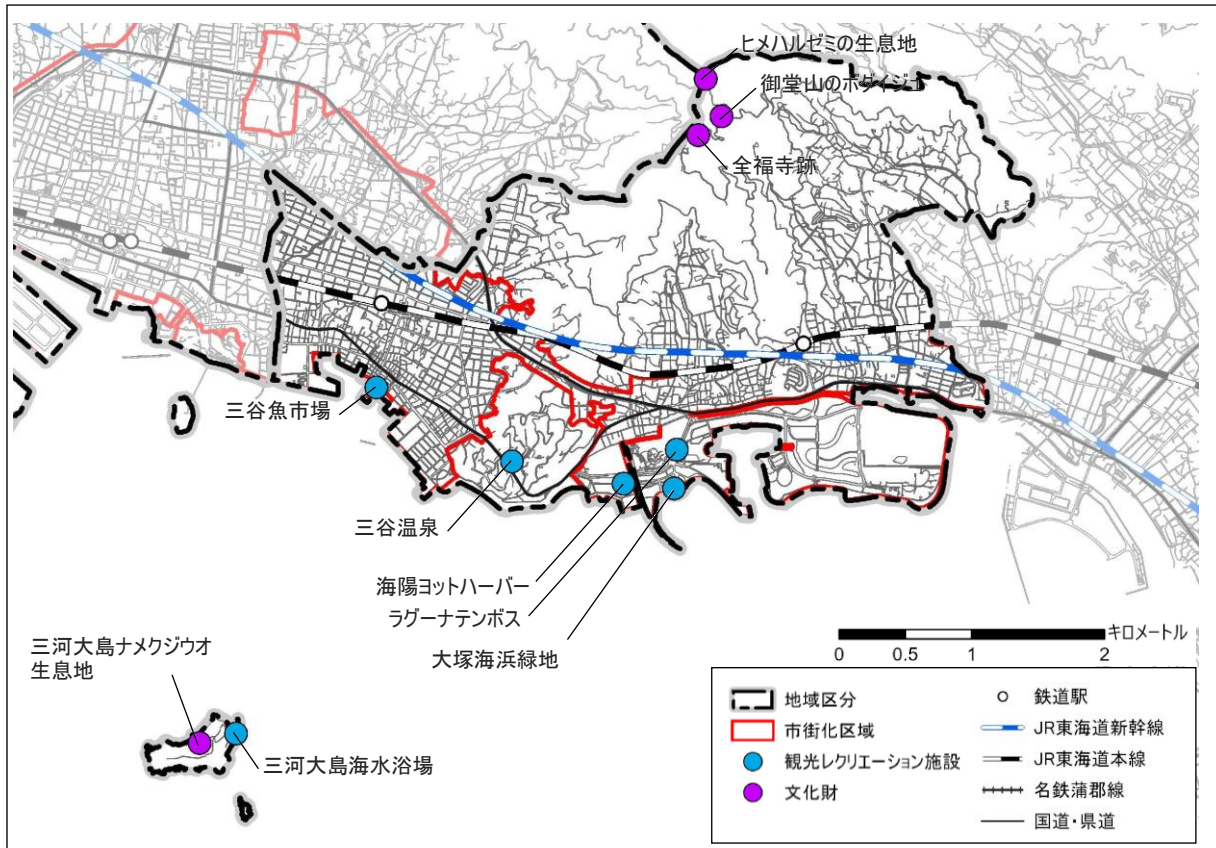 ヒメハルゼミの生息地
御堂山のボダイジュ
全福寺跡
三谷魚市場
三谷温泉
海陽ヨットハーバー
ラグーナテンボス
大塚海浜緑地
三河大島ナメクジウオ
生息地
三河大島海水浴場
キロメートル
0 0.5 1 2
地域区分
市街化区域
観光レクリエーション施設
文化財
鉄道駅
JR東海道新幹線
JR東海道本線
名鉄蒲郡線
国道・県道